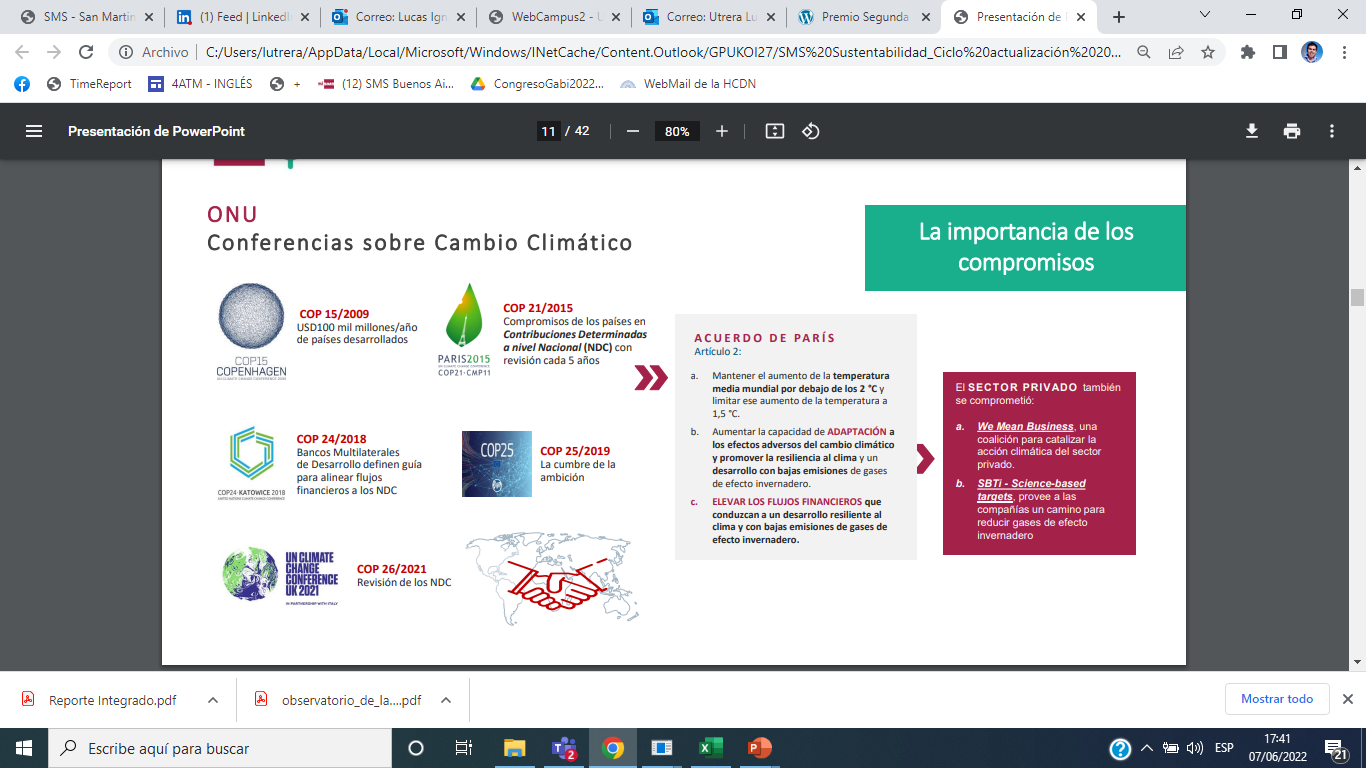 SMS - San Martin
(1) Feed | LinkedI
Correo: Lucas Ign
WebCampus2 - U
Correo: Utrera Lu
Premio Segunda
Presentación de
Archivo
C:/Users/lutrera/AppData/Local/Microsoft/Windows/INetCache/Content.Outlook/GPUKOI27/SMS%20Sustentabilidad_Ciclo%20actualización%2020...
TimeReport
4ATM - INGLÉS
+
(12) SMS Buenos Ai...
CongresoGabi2022...
WebMail de la HCDN
Presentación de PowerPoint
11 / 42
80%
ONU
Conferencias sobre Cambio Climático
La importancia de los
compromisos
COP15
COPENHAGEN
COP 15/2009
USD100 mil millones/año
de países desarrollados
PARIS2015
COP21·CMP11
COP 21/2015
Compromisos de los países en
Contribuciones Determinadas
a nivel Nacional (NDC) con
revisión cada 5 años
COP24·KATOWICE 2018
COP 24/2018
Bancos Multilaterales
de Desarrollo definen guía
para alinear flujos
financieros a los NDC
COP25
COP 25/2019
La cumbre de la
ambición
UN CLIMATE
CHANGE
CONFERENCE
UK 2021
IN PARTNERSHIP WITH ITALY
COP 26/2021
Revisión de los NDC
ACUERDO DE PARÍS
Artículo 2:
a. Mantener el aumento de la temperatura
media mundial por debajo de los 2 °C y
limitar ese aumento de la temperatura a
1,5 °C.
b. Aumentar la capacidad de ADAPTACIÓN a
los efectos adversos del cambio climático
y promover la resiliencia al clima y un
desarrollo con bajas emisiones de gases
de efecto invernadero.
c. ELEVAR LOS FLUJOS FINANCIEROS que
conduzcan a un desarrollo resiliente al
clima y con bajas emisiones de gases de
efecto invernadero.
El SECTOR PRIVADO también
se comprometió:
a. We Mean Business, una
coalición para catalizar la
acción climática del sector
privado.
b. SBTi - Science-based
targets, provee a las
compañías un camino para
reducir gases de efecto
invernadero
Reporte Integrado.pdf
observatorio_de_la....pdf
Mostrar todo
Escribe aquí para buscar
2
ESP
17:41
07/06/2022
21